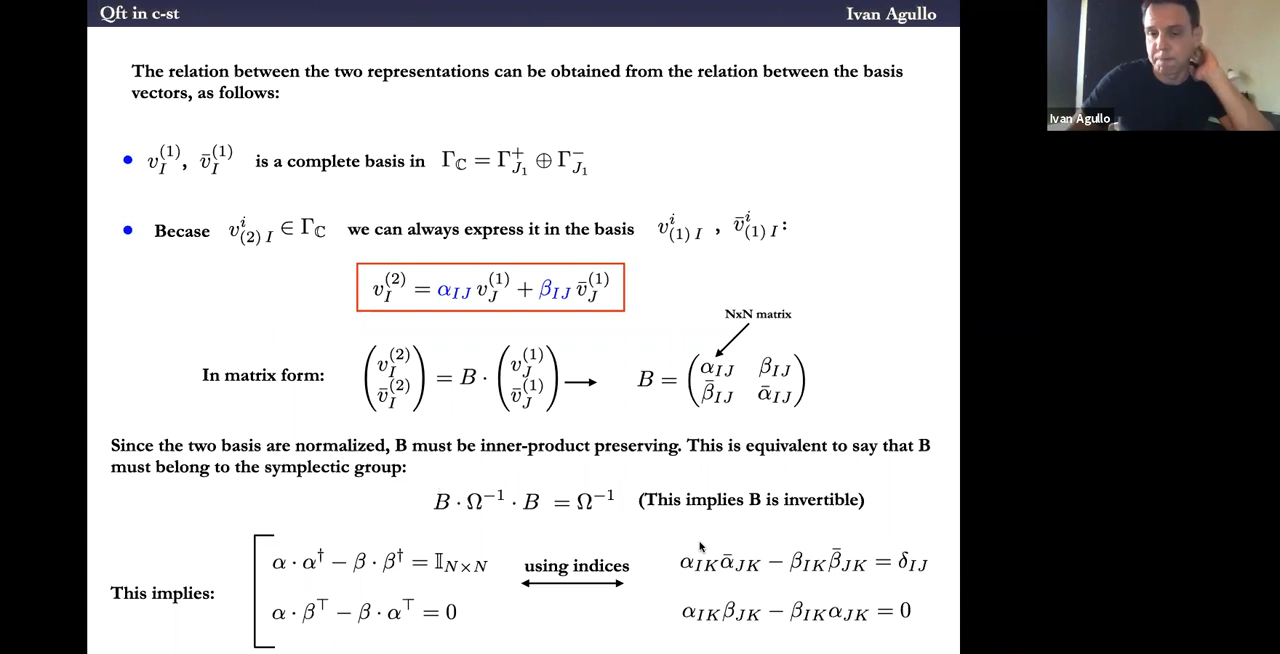 Qft in c-st
Ivan Agullo
The relation between the two representations can be obtained from the relation between the basis
vectors, as follows:
• v_I^{(1)}, v̄_I^{(1)} is a complete basis in Γ_ℂ = Γ_{J_1}^+ ⊕ Γ_{J_1}^-
• Becase v_{(2) I}^i ∈ Γ_ℂ we can always express it in the basis v_{(1) I}^i , v̄_{(1) I}^i :
v_I^{(2)} = α_{IJ} v_J^{(1)} + β_{IJ} v̄_J^{(1)}
NxN matrix
In matrix form: (v_I^{(2)} v̄_I^{(2)}) = B · (v_J^{(1)} v̄_J^{(1)}) → B = (α_{IJ} β_{IJ} β̄_{IJ} ᾱ_{IJ})
Since the two basis are normalized, B must be inner-product preserving. This is equivalent to say that B
must belong to the symplectic group:
B · Ω^{-1} · B = Ω^{-1} (This implies B is invertible)
This implies:
α · α^† − β · β^† = 𝕀_{N×N} using indices α_{IK} ᾱ_{JK} − β_{IK} β̄_{JK} = δ_{IJ}
α · β^⊤ − β · α^⊤ = 0 α_{IK} β_{JK} − β_{IK} α_{JK} = 0
Ivan Agullo